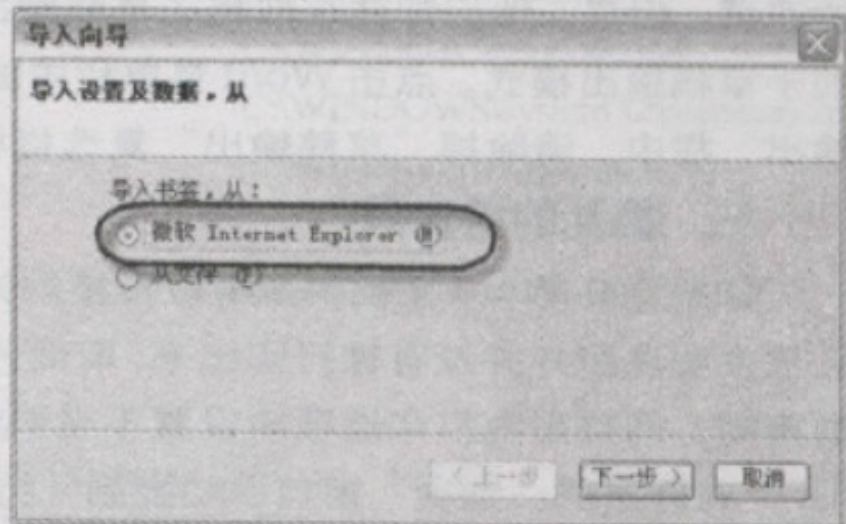 导入向导
导入设置及数据，从
导入书签，从：
微软 Internet Explorer (M)
从文件 (F)
< 上一步 下一步 > 取消